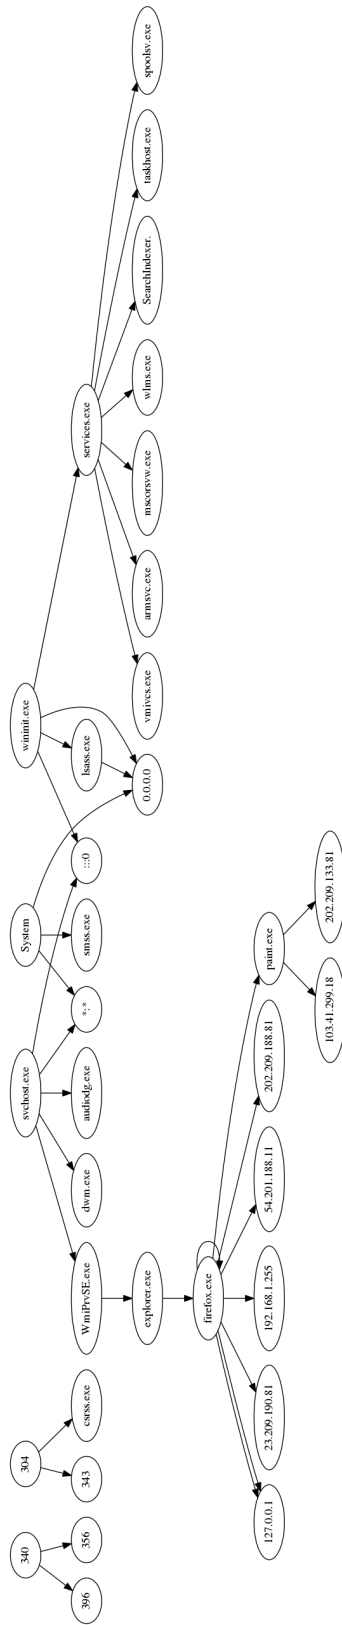 340
304
svchost.exe
System
wininit.exe
396
356
343
csrss.exe
WmiPrvSE.exe
dwm.exe
audiodg.exe
*:*
smss.exe
:::0
lsass.exe
services.exe
explorer.exe
0.0.0.0
vmivcs.exe
armsvc.exe
mscorsvw.exe
wlms.exe
SearchIndexer.
taskhost.exe
spoolsv.exe
firefox.exe
127.0.0.1
23.209.190.81
192.168.1.255
54.201.188.11
202.209.188.81
paint.exe
103.41.299.18
202.209.133.81